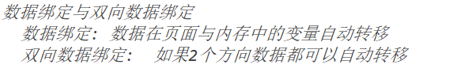 数据绑定与双向数据绑定
数据绑定：数据在页面与内存中的变量自动转移
双向数据绑定： 如果2个方向数据都可以自动转移